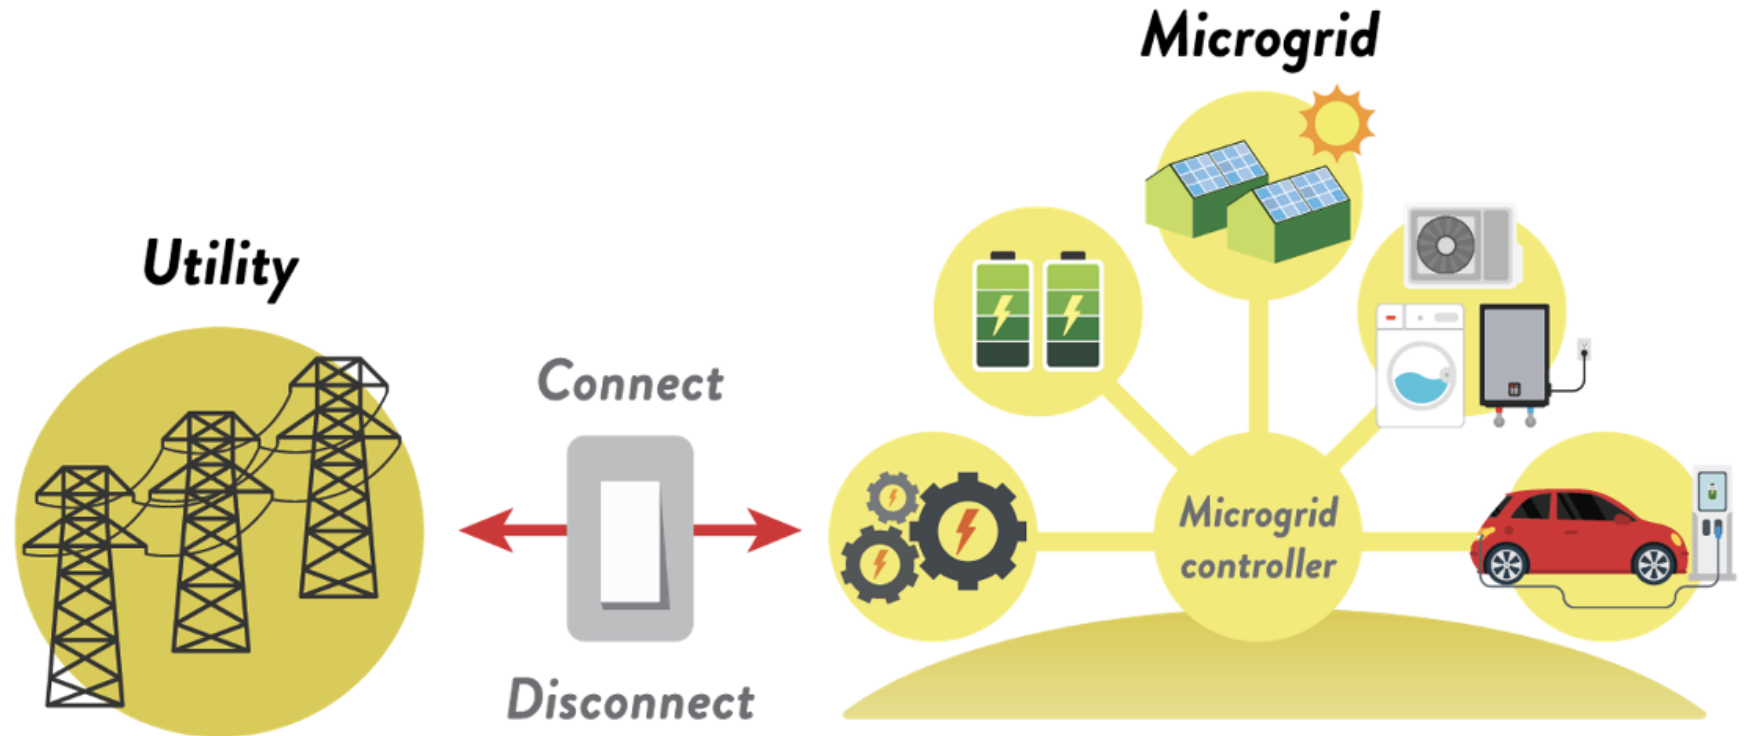 Utility
Connect
Disconnect
Microgrid
Microgrid
controller